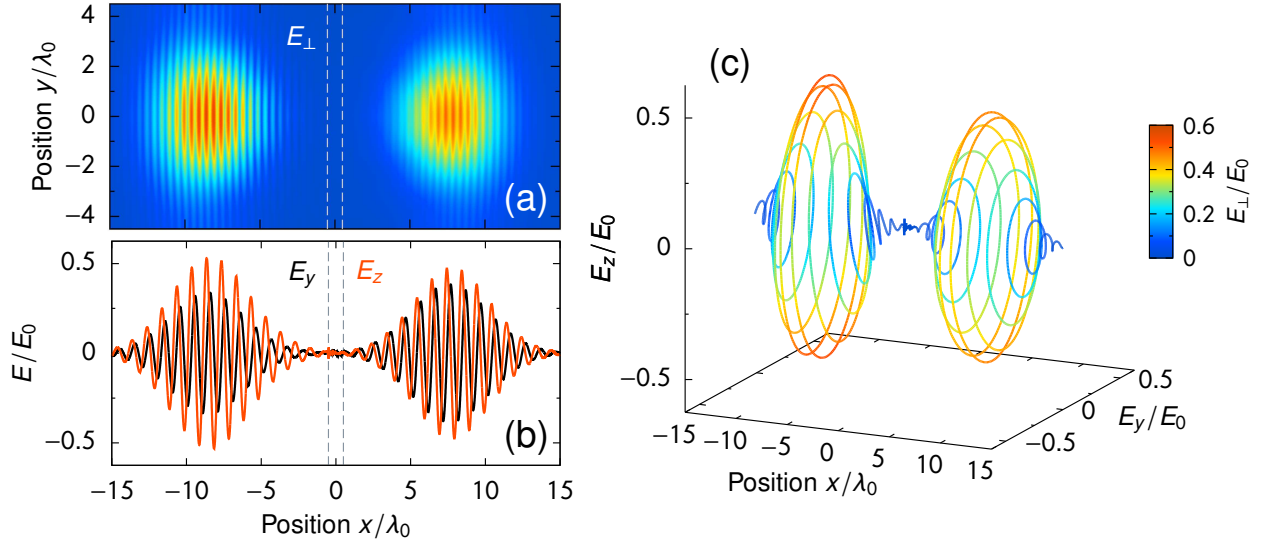 4
2
0
−2
−4
Position y/λ0
E⊥
(a)
0.5
0
−0.5
E/E0
Ey
Ez
(b)
−15 −10 −5 0 5 10 15
Position x/λ0
(c)
0.5
0
−0.5
Ez/E0
−15 −10 −5 0 5 10 15
Position x/λ0
−0.5 0 0.5
Ey/E0
0.6
0.4
0.2
0
E⊥/E0